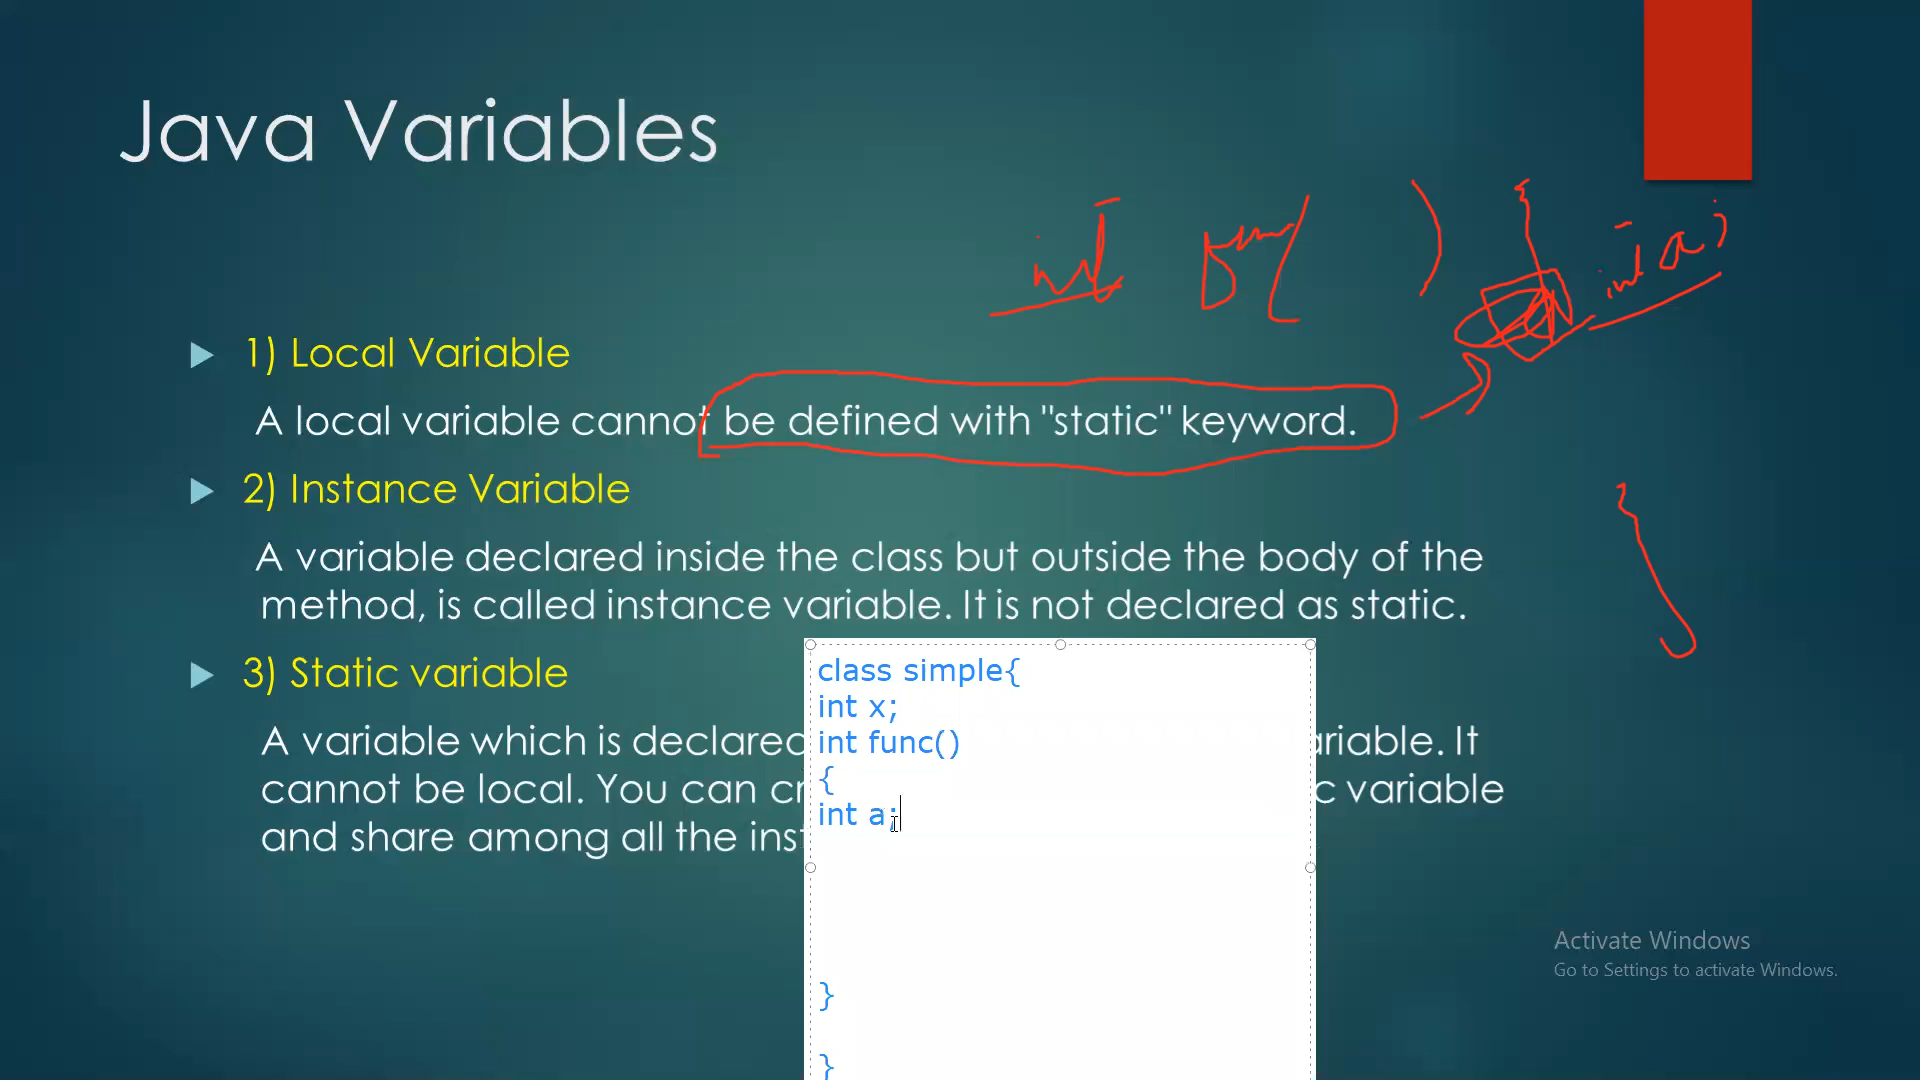 Java Variables
int
int a;
1) Local Variable
A local variable cannot be defined with "static" keyword.
2) Instance Variable
A variable declared inside the class but outside the body of the
method, is called instance variable. It is not declared as static.
3) Static variable
A variable which is declared
cannot be local. You can variable. It
c variable
and share among all the
class simple{
int x;
int func()
{
int a;
}
}
Activate Windows
Go to Settings to activate Windows.